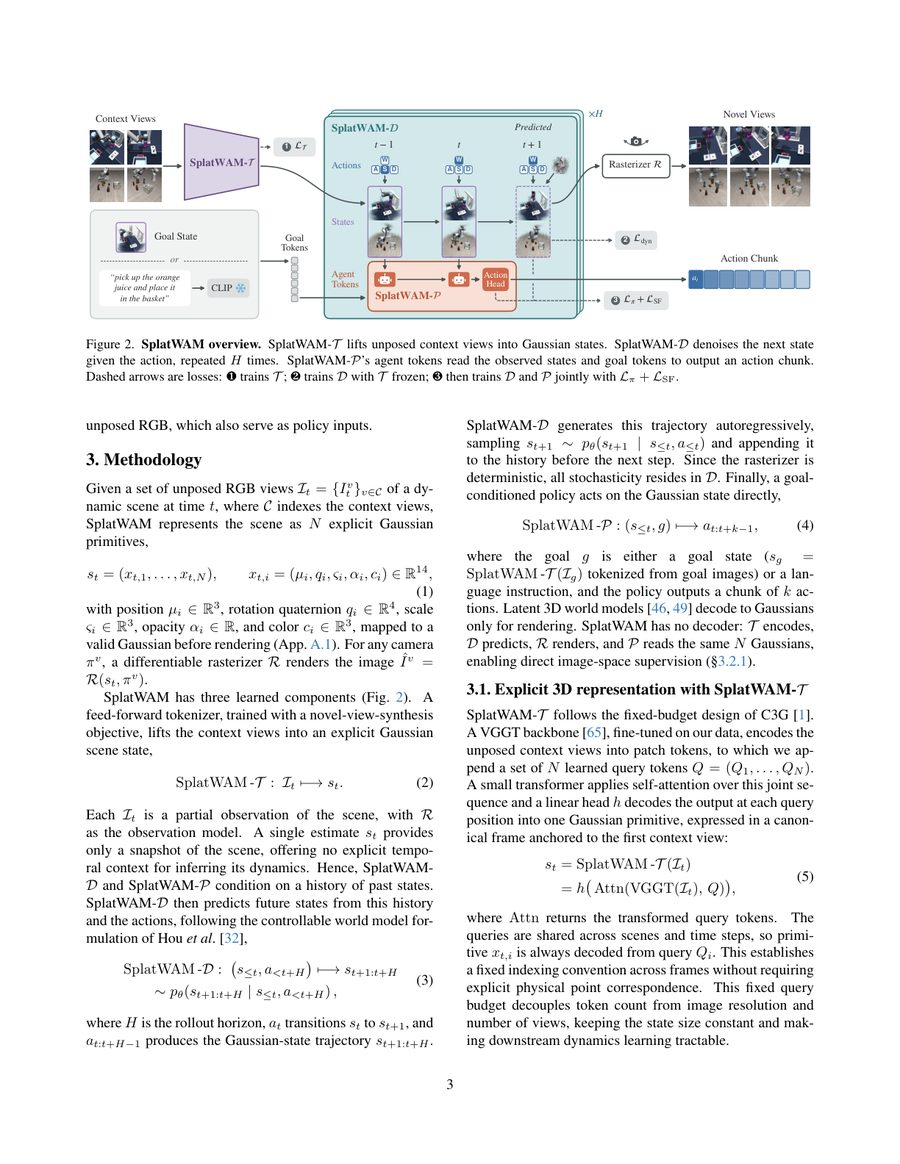 Context Views
SplatWAM-𝒯
❶ ℒ_𝒯
SplatWAM-𝒟
Predicted
×H
t − 1
t
t + 1
Actions
W
A S D
W
A S D
W
A S D
States
Agent
Tokens
SplatWAM-𝒫
Action
Head
Goal State
or
"pick up the orange
juice and place it
in the basket"
CLIP
Goal
Tokens
Rasterizer ℛ
Novel Views
❷ ℒ_dyn
Action Chunk
a_t
❸ ℒ_π + ℒ_SF
Figure 2. SplatWAM overview. SplatWAM-𝒯 lifts unposed context views into Gaussian states. SplatWAM-𝒟 denoises the next state
given the action, repeated H times. SplatWAM-𝒫's agent tokens read the observed states and goal tokens to output an action chunk.
Dashed arrows are losses: ❶ trains 𝒯; ❷ trains 𝒟 with 𝒯 frozen; ❸ then trains 𝒟 and 𝒫 jointly with ℒ_π + ℒ_SF.
unposed RGB, which also serve as policy inputs.
3. Methodology
Given a set of unposed RGB views ℐ_t = {I_t^v}_{v∈𝒞} of a dy-
namic scene at time t, where 𝒞 indexes the context views,
SplatWAM represents the scene as N explicit Gaussian
primitives,
s_t = (x_{t,1}, . . . , x_{t,N}), x_{t,i} = (μ_i, q_i, ς_i, α_i, c_i) ∈ ℝ^14,
(1)
with position μ_i ∈ ℝ^3, rotation quaternion q_i ∈ ℝ^4, scale
ς_i ∈ ℝ^3, opacity α_i ∈ ℝ, and color c_i ∈ ℝ^3, mapped to a
valid Gaussian before rendering (App. A.1). For any camera
π^v, a differentiable rasterizer ℛ renders the image Î^v =
ℛ(s_t, π^v).
SplatWAM has three learned components (Fig. 2). A
feed-forward tokenizer, trained with a novel-view-synthesis
objective, lifts the context views into an explicit Gaussian
scene state,
SplatWAM -𝒯 : ℐ_t ⟼ s_t. (2)
Each ℐ_t is a partial observation of the scene, with ℛ
as the observation model. A single estimate s_t provides
only a snapshot of the scene, offering no explicit tempo-
ral context for inferring its dynamics. Hence, SplatWAM-
𝒟 and SplatWAM-𝒫 condition on a history of past states.
SplatWAM-𝒟 then predicts future states from this history
and the actions, following the controllable world model for-
mulation of Hou et al. [32],
SplatWAM -𝒟 : (s_{≤t}, a_{<t+H}) ⟼ s_{t+1:t+H}
∼ p_θ(s_{t+1:t+H} | s_{≤t}, a_{<t+H}) , (3)
where H is the rollout horizon, a_t transitions s_t to s_{t+1}, and
a_{t:t+H−1} produces the Gaussian-state trajectory s_{t+1:t+H}.
SplatWAM-𝒟 generates this trajectory autoregressively,
sampling s_{t+1} ∼ p_θ(s_{t+1} | s_{≤t}, a_{≤t}) and appending it
to the history before the next step. Since the rasterizer is
deterministic, all stochasticity resides in 𝒟. Finally, a goal-
conditioned policy acts on the Gaussian state directly,
SplatWAM -𝒫 : (s_{≤t}, g) ⟼ a_{t:t+k−1}, (4)
where the goal g is either a goal state (s_g =
SplatWAM -𝒯(ℐ_g) tokenized from goal images) or a lan-
guage instruction, and the policy outputs a chunk of k ac-
tions. Latent 3D world models [46, 49] decode to Gaussians
only for rendering. SplatWAM has no decoder: 𝒯 encodes,
𝒟 predicts, ℛ renders, and 𝒫 reads the same N Gaussians,
enabling direct image-space supervision (§3.2.1).
3.1. Explicit 3D representation with SplatWAM-𝒯
SplatWAM-𝒯 follows the fixed-budget design of C3G [1].
A VGGT backbone [65], fine-tuned on our data, encodes the
unposed context views into patch tokens, to which we ap-
pend a set of N learned query tokens Q = (Q_1, . . . , Q_N).
A small transformer applies self-attention over this joint se-
quence and a linear head h decodes the output at each query
position into one Gaussian primitive, expressed in a canon-
ical frame anchored to the first context view:
s_t = SplatWAM -𝒯(ℐ_t)
= h(Attn(VGGT(ℐ_t), Q)), (5)
where Attn returns the transformed query tokens. The
queries are shared across scenes and time steps, so primi-
tive x_{t,i} is always decoded from query Q_i. This establishes
a fixed indexing convention across frames without requiring
explicit physical point correspondence. This fixed query
budget decouples token count from image resolution and
number of views, keeping the state size constant and mak-
ing downstream dynamics learning tractable.
3